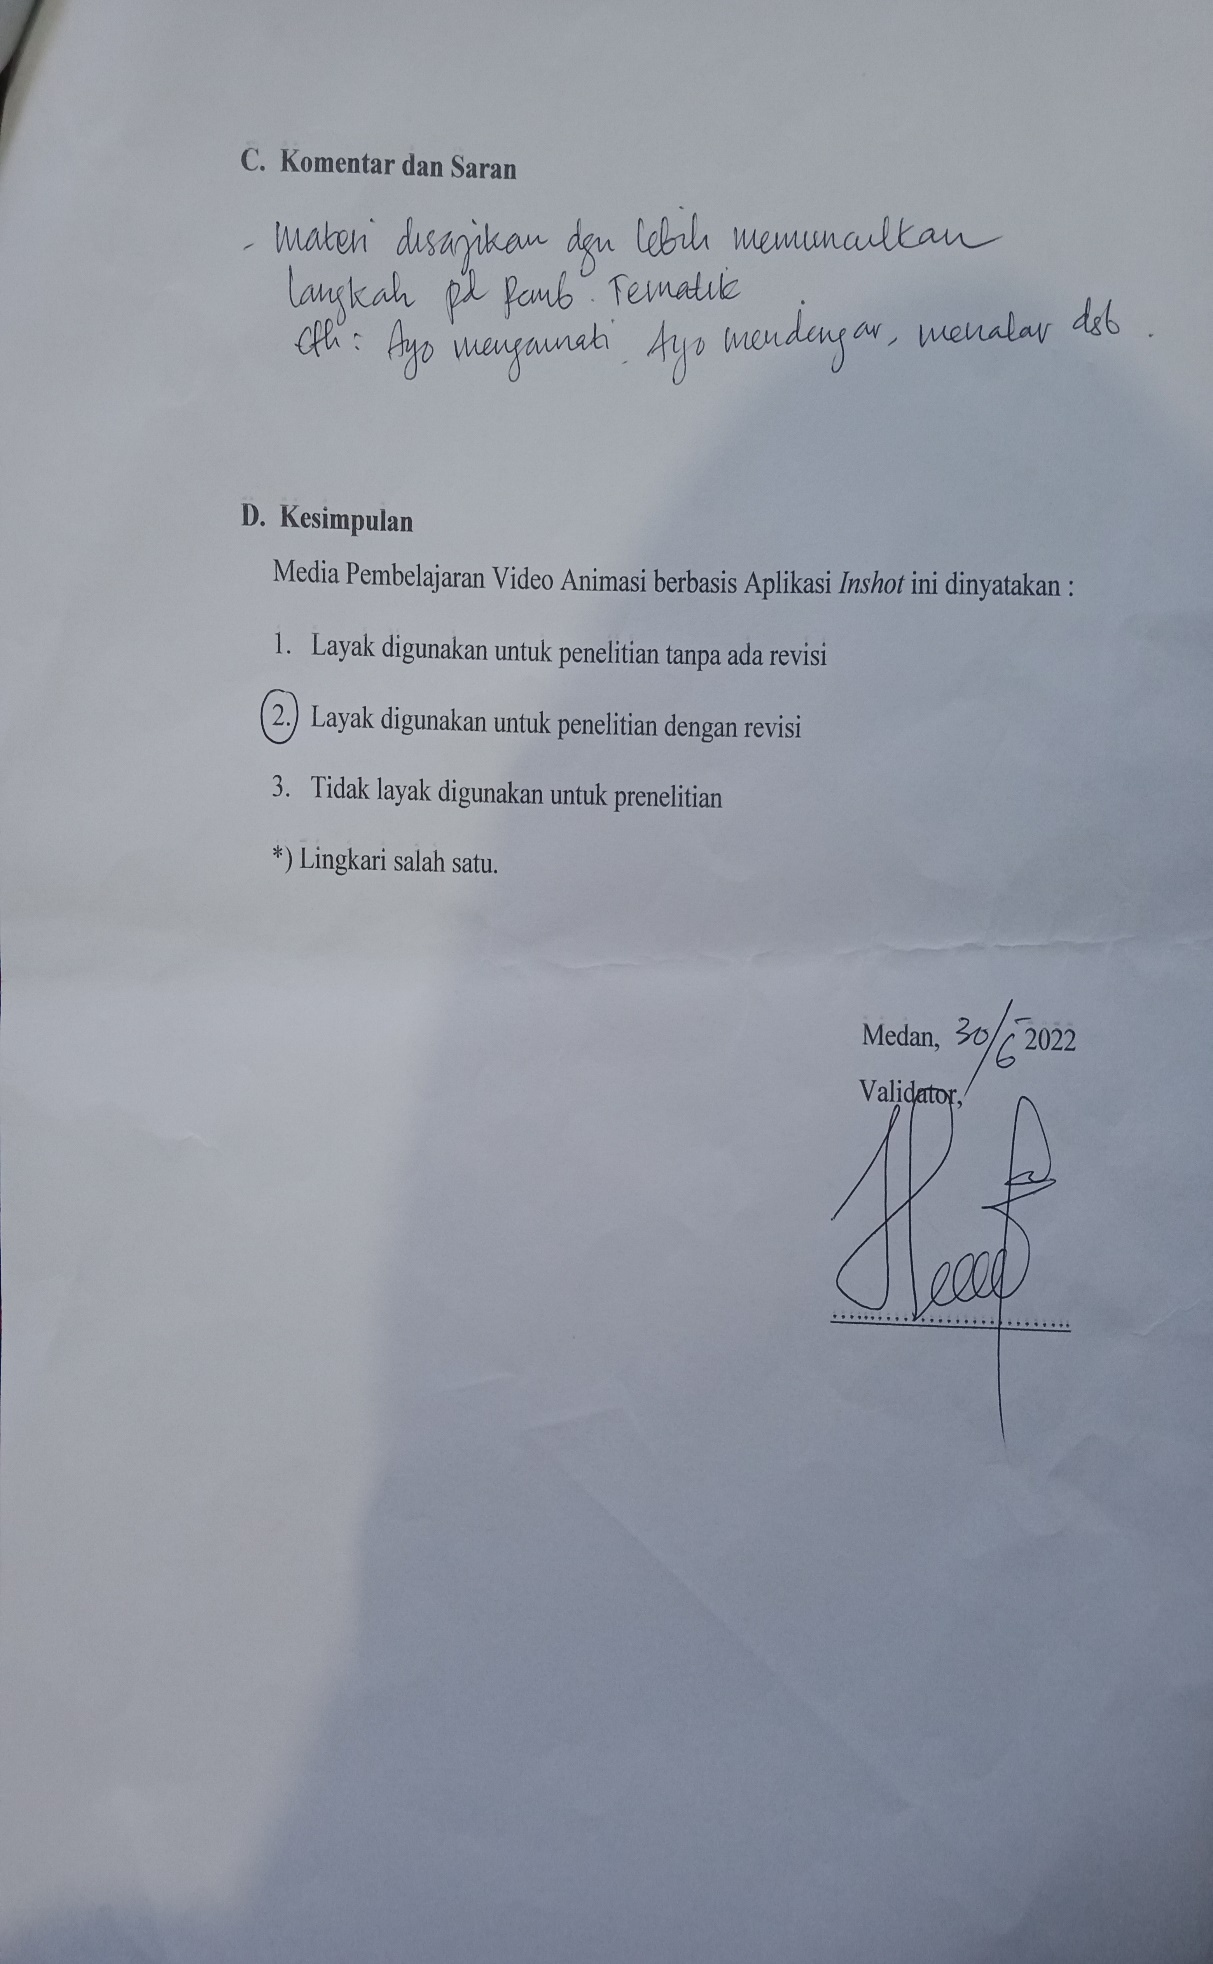 C. Komentar dan Saran
- Materi disajikan dgn lebih memunculkan
langkah pd Pemb. Tematik
Cth : Ayo mengamati, Ayo mendengar, menalar dsb.
D. Kesimpulan
Media Pembelajaran Video Animasi berbasis Aplikasi Inshot ini dinyatakan :
1. Layak digunakan untuk penelitian tanpa ada revisi
2. Layak digunakan untuk penelitian dengan revisi
3. Tidak layak digunakan untuk prenelitian
*) Lingkari salah satu.
Medan, 30/6-2022
Validator,